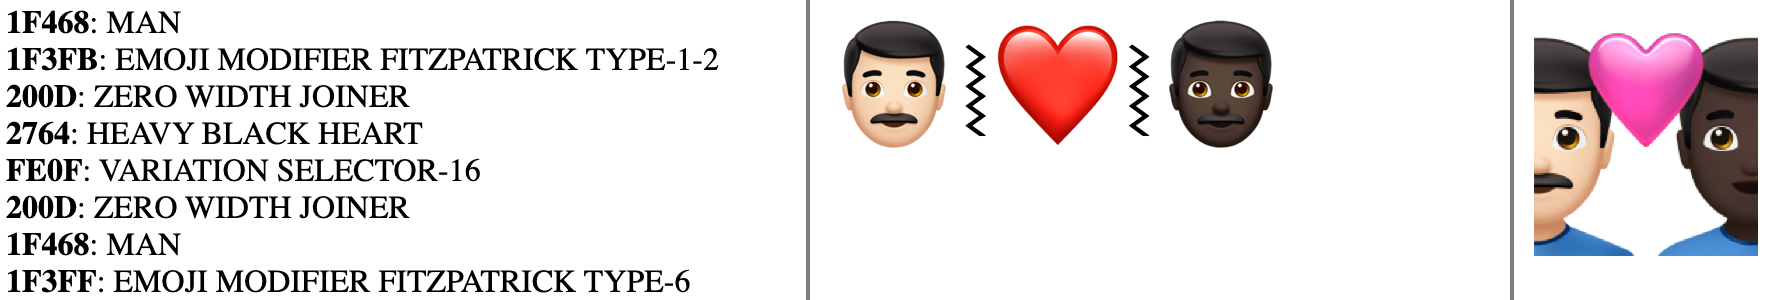 1F468: MAN
1F3FB: EMOJI MODIFIER FITZPATRICK TYPE-1-2
200D: ZERO WIDTH JOINER
2764: HEAVY BLACK HEART
FE0F: VARIATION SELECTOR-16
200D: ZERO WIDTH JOINER
1F468: MAN
1F3FF: EMOJI MODIFIER FITZPATRICK TYPE-6